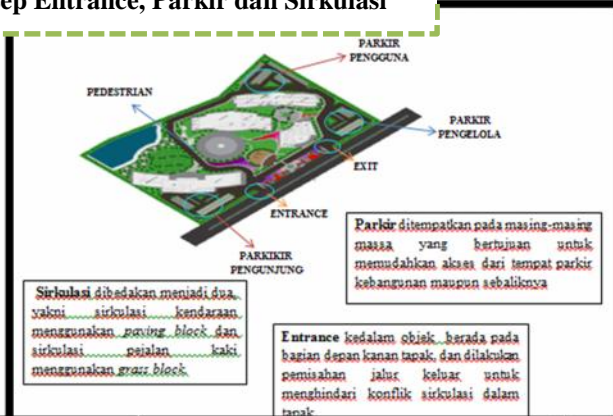 ep Entrance, Parkir dan Sirkulasi
PARKIR
PENGGUNA
PEDESTRIAN
PARKIR
PENGELOLA
EXIT
ENTRANCE
PARKIKIR
PENGUNJUNG
Parkir ditempatkan pada masing-masing
massa yang bertujuan untuk
memudahkan akses dari tempat parkir
kebangunan maupun sebaliknya
Sirkulasi dibedakan menjadi dua,
yakni sirkulasi kendaraan
menggunakan paving block dan
sirkulasi pejalan kaki
menggunakan grass block.
Entrance kedalam objek berada pada
bagian depan kanan tapak, dan dilakukan
pemisahan jalur keluar untuk
menghindari konflik sirkulasi dalam
tapak